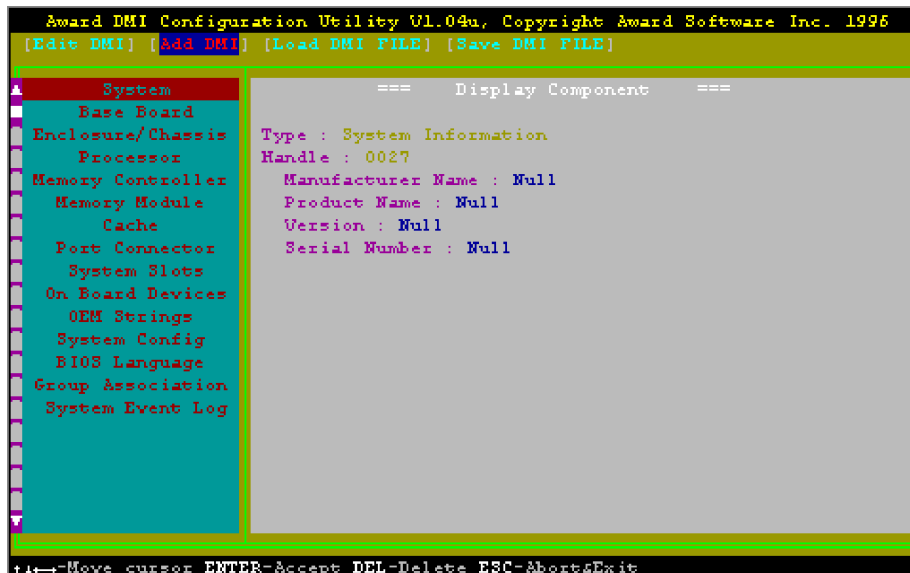 Award DMI Configuration Utility V1.04u, Copyright Award Software Inc. 1996
[Edit DMI] [Add DMI] [Load DMI FILE] [Save DMI FILE]
System
Base Board
Enclosure/Chassis
Processor
Memory Controller
Memory Module
Cache
Port Connector
System Slots
On Board Devices
OEM Strings
System Config
BIOS Language
Group Association
System Event Log
=== Display Component ===
Type : System Information
Handle : 0027
Manufacturer Name : Null
Product Name : Null
Version : Null
Serial Number : Null
↑↓←→-Move cursor ENTER-Accept DEL-Delete ESC-Abort&Exit